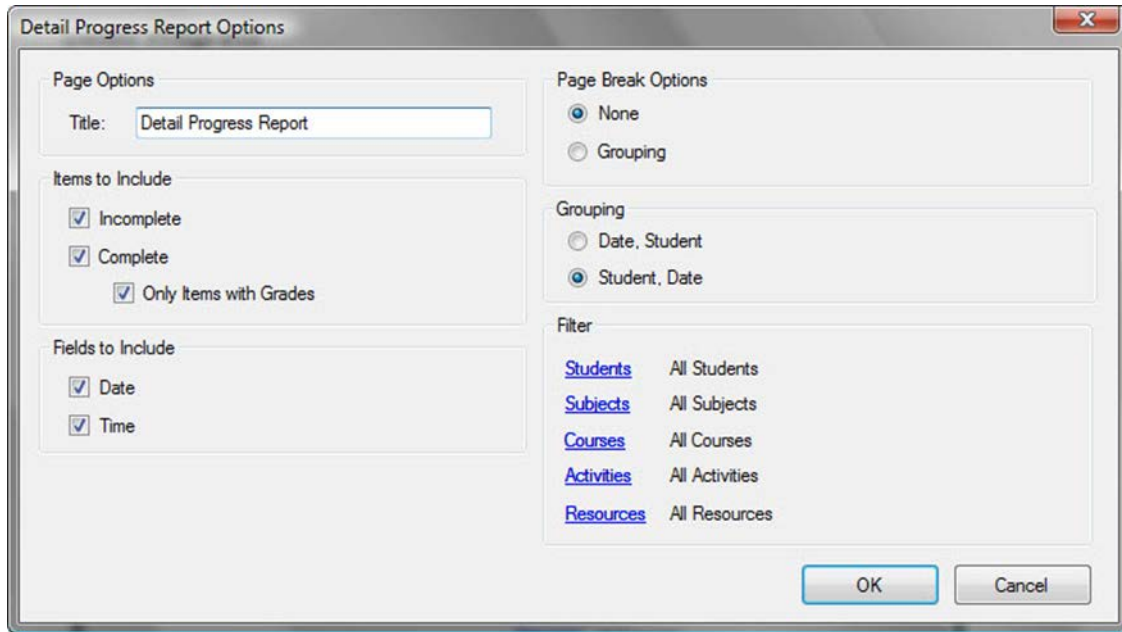 Detail Progress Report Options
Page Options
Title: Detail Progress Report
Items to Include
Incomplete
Complete
Only Items with Grades
Fields to Include
Date
Time
Page Break Options
None
Grouping
Grouping
Date, Student
Student, Date
Filter
Students All Students
Subjects All Subjects
Courses All Courses
Activities All Activities
Resources All Resources
OK Cancel